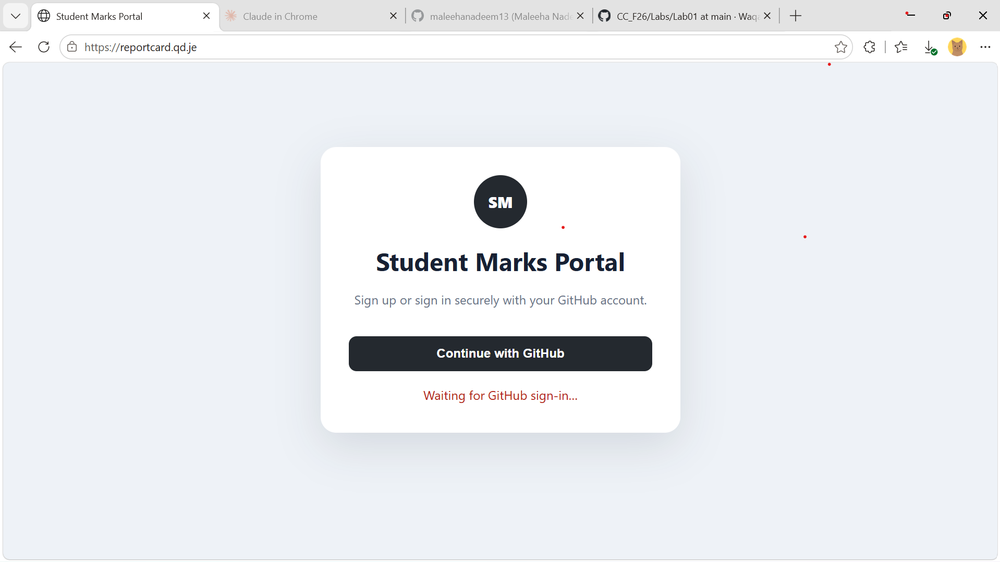 Student Marks Portal
Claude in Chrome
maleehanadeem13 (Maleeha Nade
CC_F26/Labs/Lab01 at main · Waqa
https://reportcard.qd.je
SM
Student Marks Portal
Sign up or sign in securely with your GitHub account.
Continue with GitHub
Waiting for GitHub sign-in...